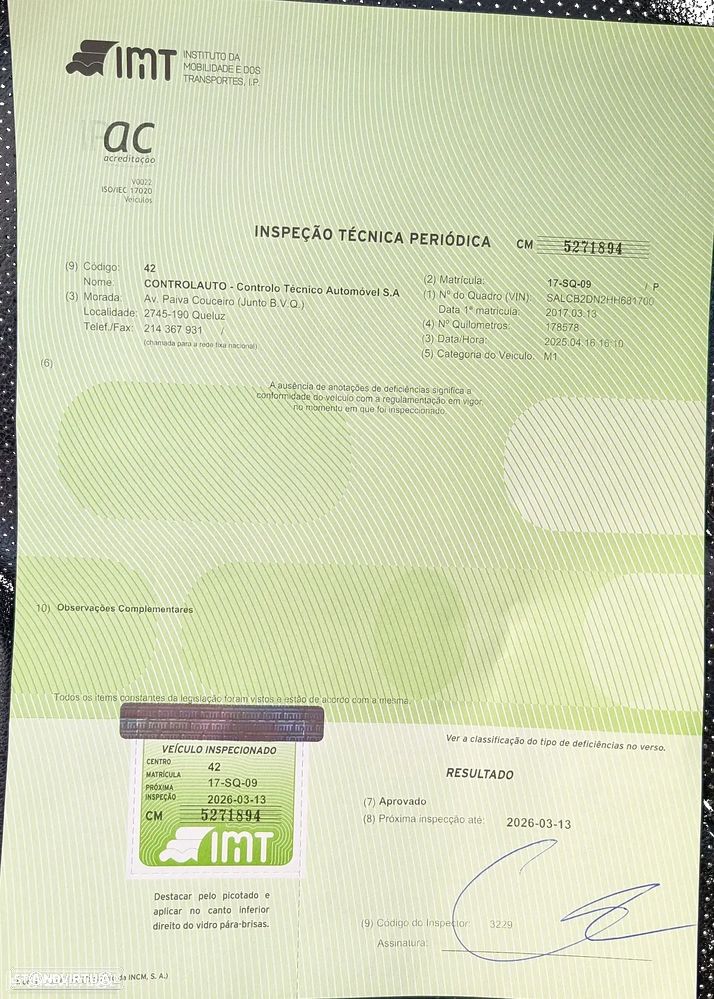 IMT
INSTITUTO DA
MOBILIDADE E DOS
TRANSPORTES, I.P.
ac
acreditação
V0022
ISO/IEC 17020
Veículos
INSPEÇÃO TÉCNICA PERIÓDICA CM 5271894
(9) Código: 42
Nome: CONTROLAUTO - Controlo Técnico Automóvel S.A
(3) Morada: Av. Paiva Couceiro (Junto B.V.Q.)
Localidade: 2745-190 Queluz
Telef./Fax: 214 367 931 /
(chamada para a rede fixa nacional)
(2) Matrícula: 17-SQ-09 / P
(1) Nº do Quadro (VIN): SALCB2DN2HH681700
Data 1ª matrícula: 2017.03.13
(4) Nº Quilometros: 178578
(3) Data/Hora: 2025.04.16 16:10
(5) Categoria do Veículo: M1
(6)
A ausência de anotações de deficiências significa a
conformidade do veículo com a regulamentação em vigor,
no momento em que foi inspeccionado.
10) Observações Complementares
Todos os items constantes da legislação foram vistos e estão de acordo com a mesma.
VEÍCULO INSPECIONADO
CENTRO 42
MATRÍCULA 17-SQ-09
PRÓXIMA
INSPEÇÃO 2026-03-13
CM 5271894
IMT
Destacar pelo picotado e
aplicar no canto inferior
direito do vidro pára-brisas.
Ver a classificação do tipo de deficiências no verso.
RESULTADO
(7) Aprovado
(8) Próxima inspecção até: 2026-03-13
(9) Código do Inspector: 3229
Assinatura:
STANDVIRTUAL
da INCM, S. A.)